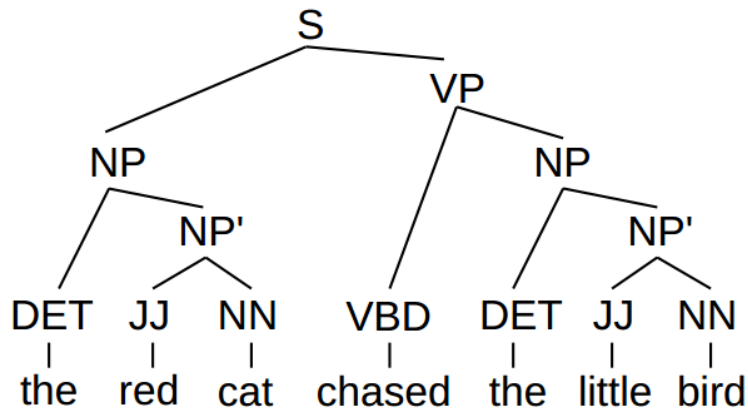 S
VP
NP NP
NP' NP'
DET JJ NN VBD DET JJ NN
the red cat chased the little bird